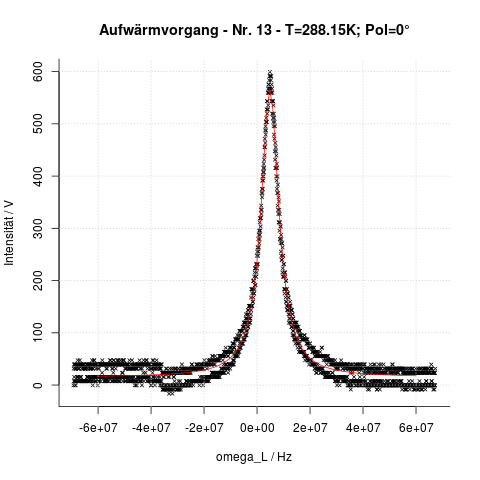 Aufwärmvorgang - Nr. 13 - T=288.15K; Pol=0°
Intensität / V
600
500
400
300
200
100
0
-6e+07 -4e+07 -2e+07 0e+00 2e+07 4e+07 6e+07
omega_L / Hz